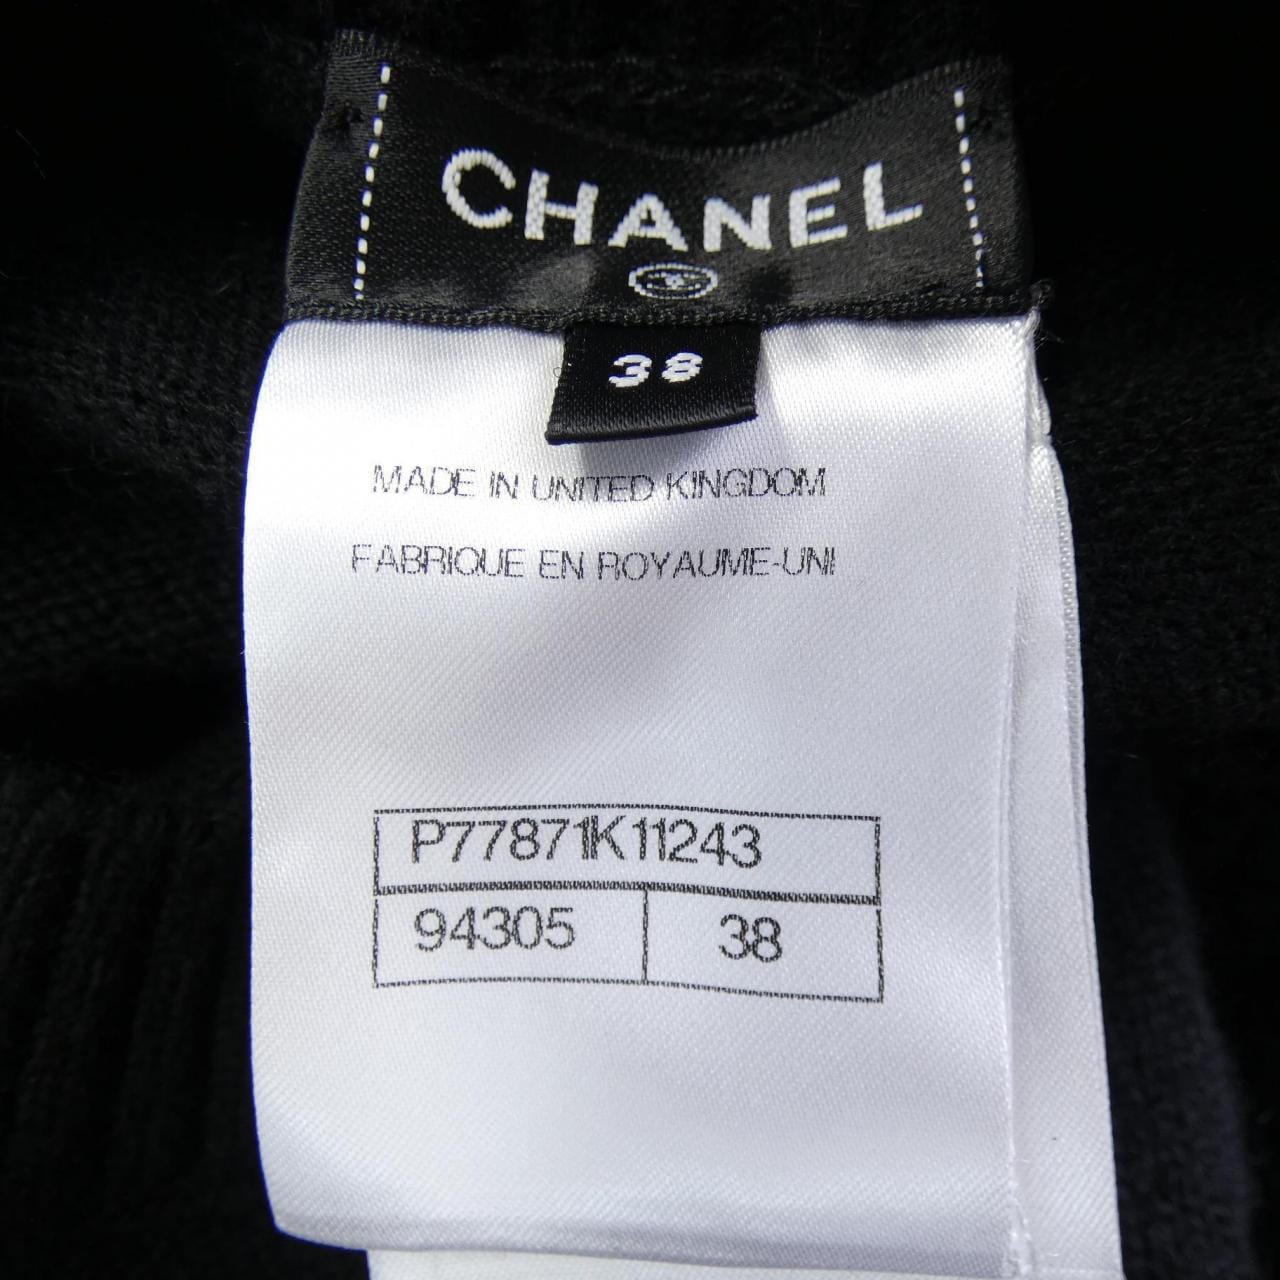 CHANEL
38
MADE IN UNITED KINGDOM
FABRIQUE EN ROYAUME-UNI
P77871K11243
94305 38